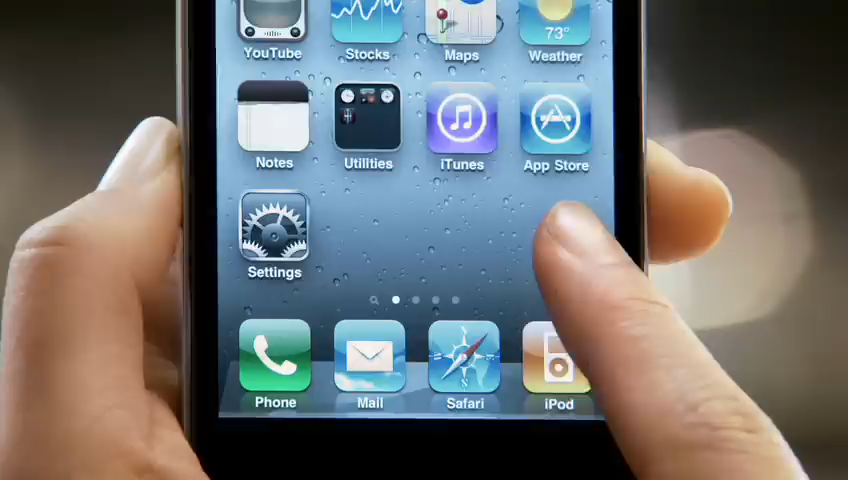 YouTube Stocks Maps Weather
73°
Notes Utilities iTunes App Store
Settings
Phone Mail Safari iPod